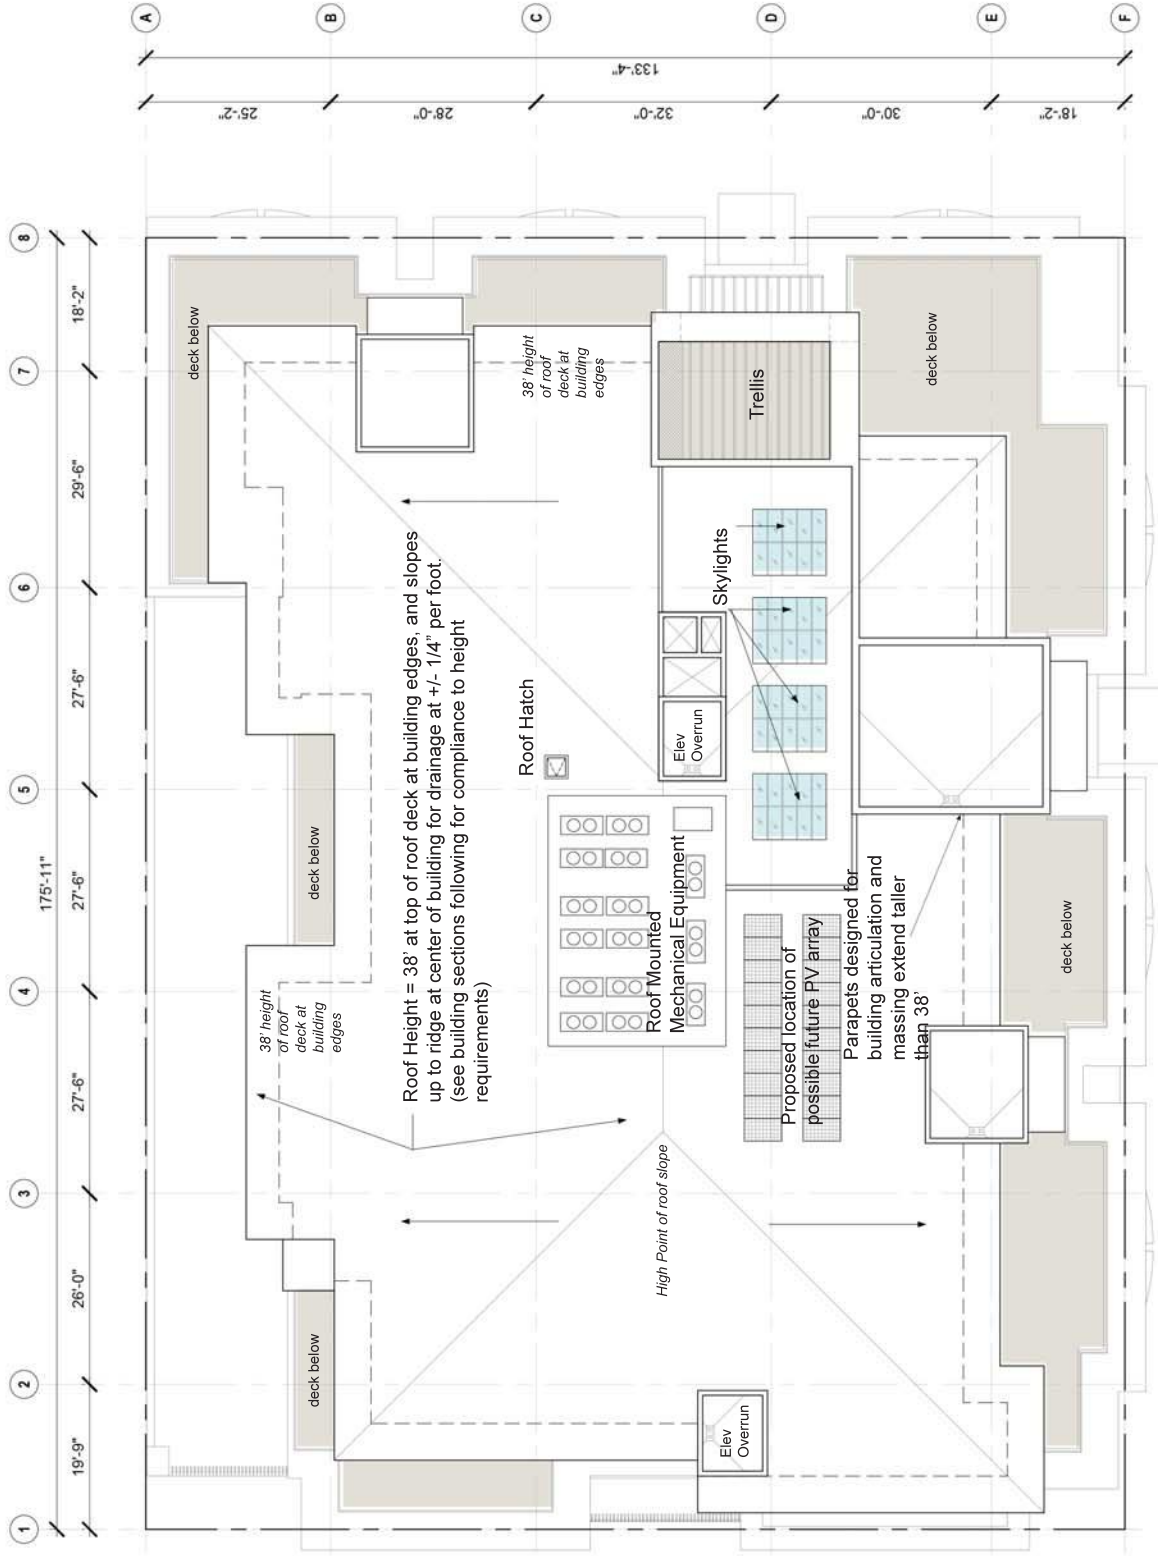 A
B
C
D
E
F
133'-4"
25'-2"
28'-0"
32'-0"
30'-0"
18'-2"
8
7
6
5
4
3
2
1
175'-11"
18'-2"
29'-6"
27'-6"
27'-6"
27'-6"
26'-0"
19'-9"
deck below
38' height
of roof
deck at
building
edges
Trellis
deck below
Skylights
Roof Hatch
Elev
Overrun
Roof Height = 38' at top of roof deck at building edges, and slopes
up to ridge at center of building for drainage at +/- 1/4" per foot.
(see building sections following for compliance to height
requirements)
deck below
38' height
of roof
deck at
building
edges
Roof Mounted
Mechanical Equipment
Proposed location of
possible future PV array
Parapets designed for
building articulation and
massing extend taller
than 38'
deck below
High Point of roof slope
deck below
Elev
Overrun